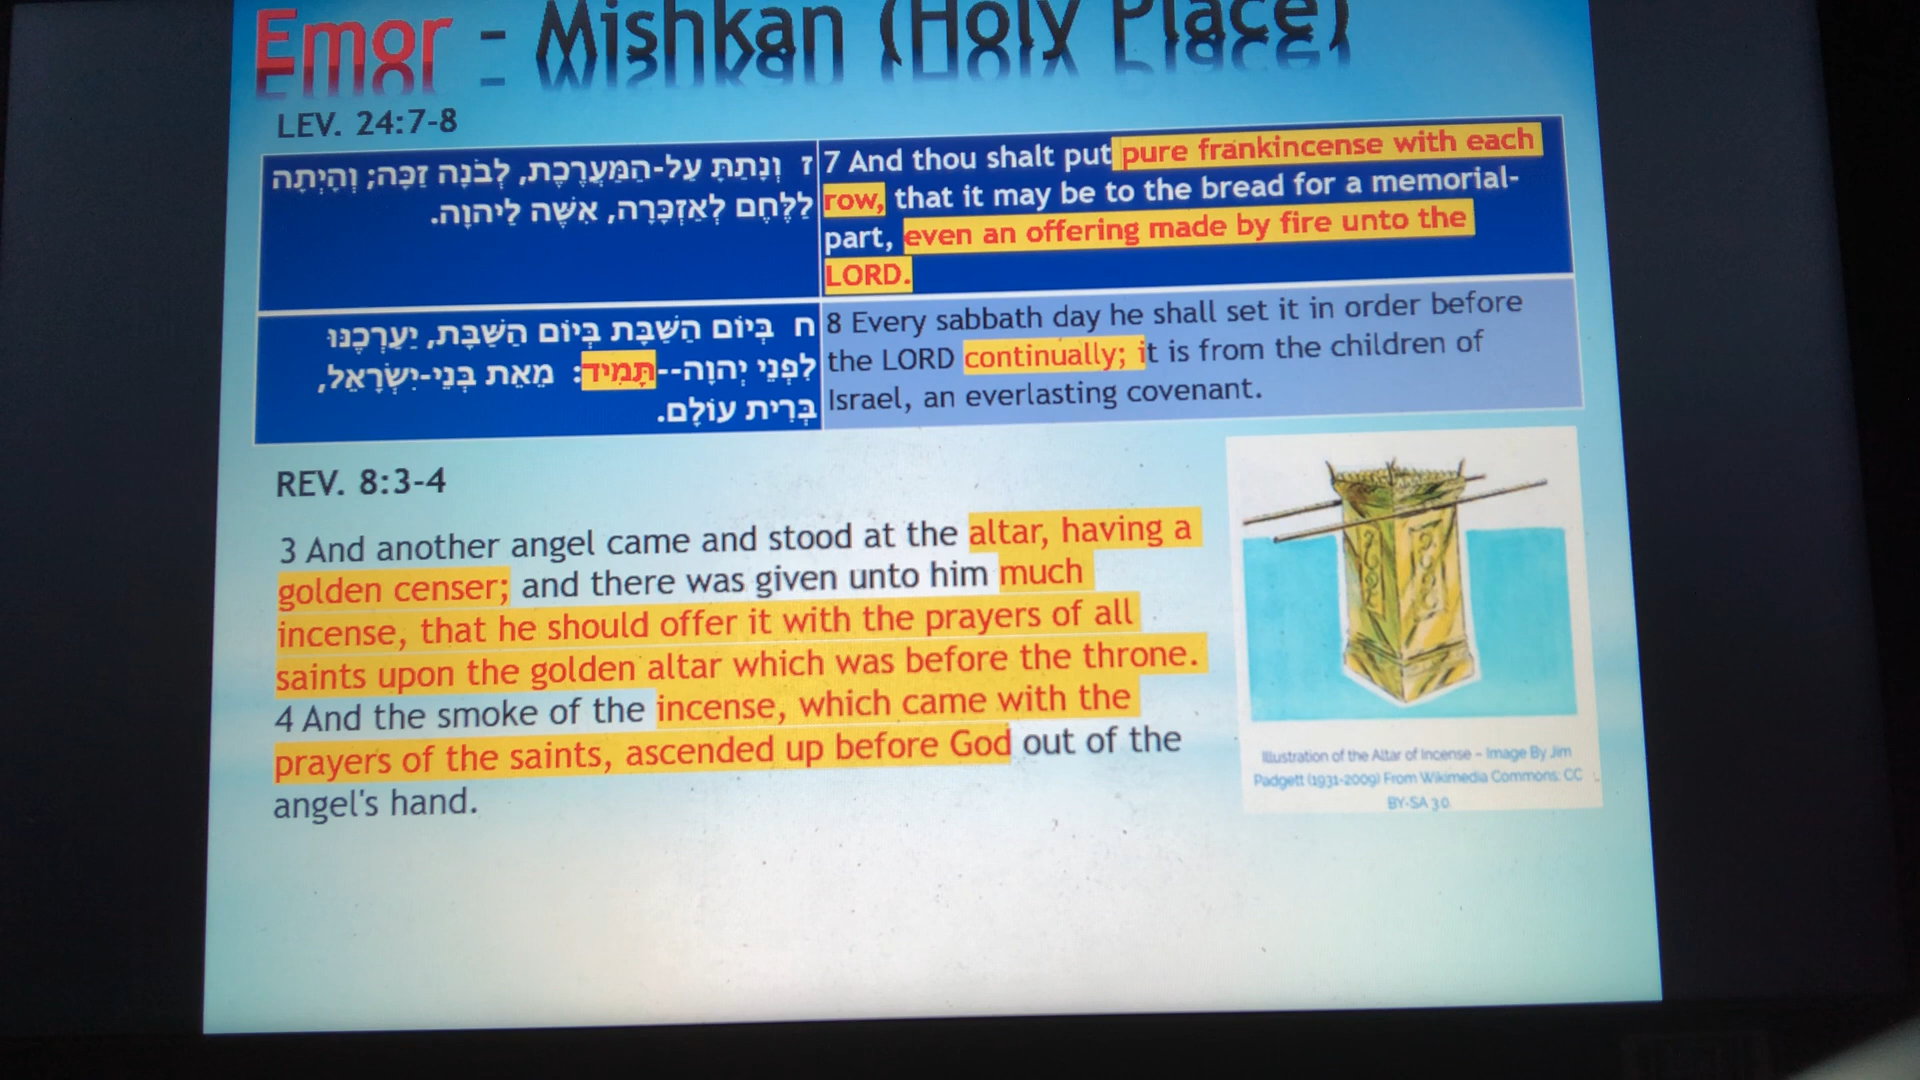 Emor - Mishkan (Holy Place)
LEV. 24:7-8
ז וְנָתַתָּ עַל-הַמַּעֲרֶכֶת, לְבֹנָה זַכָּה; וְהָיְתָה
לַלֶּחֶם לְאַזְכָּרָה, אִשֶּׁה לַיהוָה.
7 And thou shalt put pure frankincense with each
row, that it may be to the bread for a memorial-
part, even an offering made by fire unto the
LORD.
ח בְּיוֹם הַשַּׁבָּת בְּיוֹם הַשַּׁבָּת, יַעַרְכֶנּוּ
לִפְנֵי יְהוָה--תָּמִיד: מֵאֵת בְּנֵי-יִשְׂרָאֵל,
בְּרִית עוֹלָם.
8 Every sabbath day he shall set it in order before
the LORD continually; it is from the children of
Israel, an everlasting covenant.
REV. 8:3-4
3 And another angel came and stood at the altar, having a
golden censer; and there was given unto him much
incense, that he should offer it with the prayers of all
saints upon the golden altar which was before the throne.
4 And the smoke of the incense, which came with the
prayers of the saints, ascended up before God out of the
angel's hand.
Illustration of the Altar of Incense - Image By Jim
Padgett (1931-2009) From Wikimedia Commons: CC
BY-SA 3.0